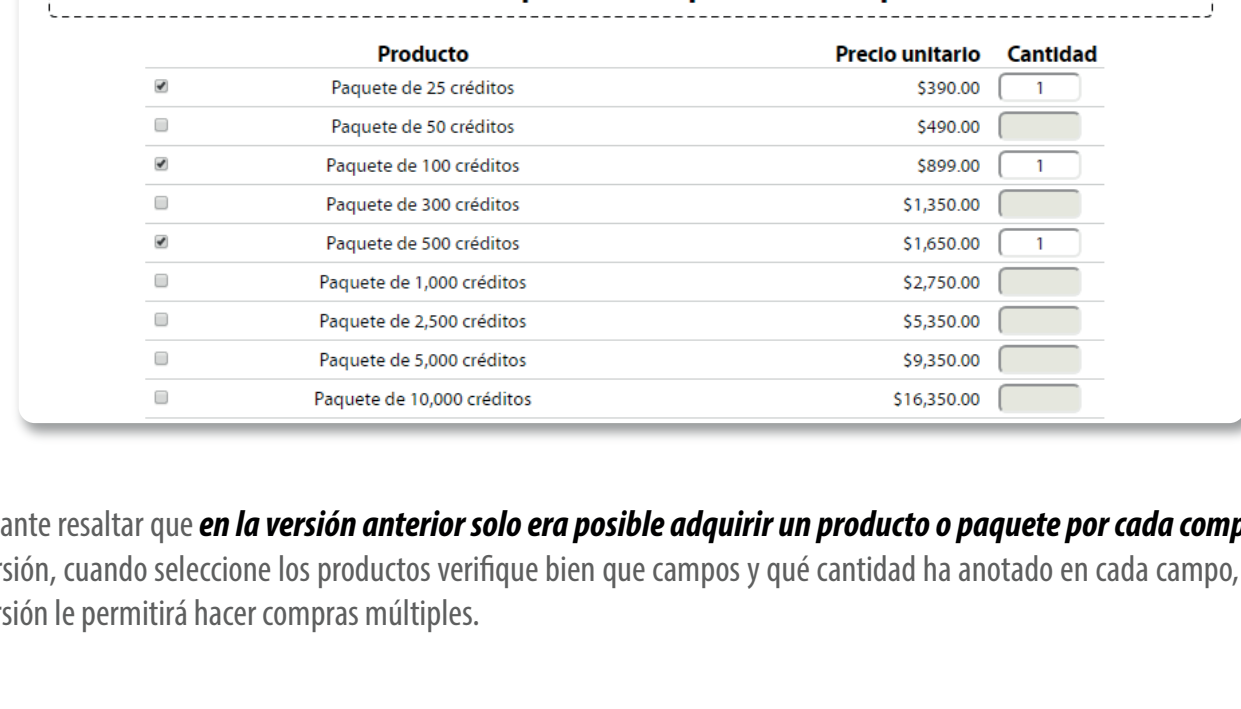 Producto Precio unitario Cantidad
Paquete de 25 créditos $390.00 1
Paquete de 50 créditos $490.00
Paquete de 100 créditos $899.00 1
Paquete de 300 créditos $1,350.00
Paquete de 500 créditos $1,650.00 1
Paquete de 1,000 créditos $2,750.00
Paquete de 2,500 créditos $5,350.00
Paquete de 5,000 créditos $9,350.00
Paquete de 10,000 créditos $16,350.00
ante resaltar que en la versión anterior solo era posible adquirir un producto o paquete por cada comp
rsión, cuando seleccione los productos verifique bien que campos y qué cantidad ha anotado en cada campo,
rsión le permitirá hacer compras múltiples.